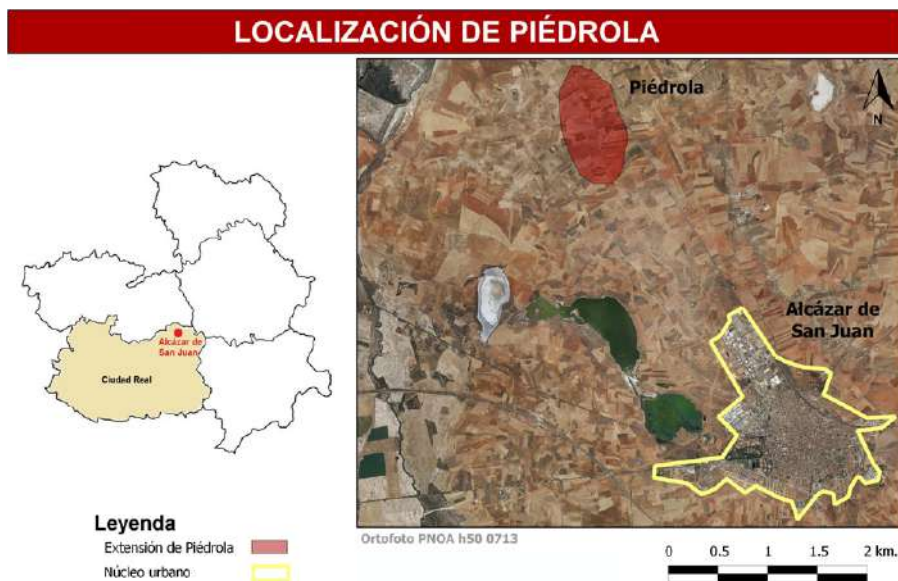 LOCALIZACIÓN DE PIÉDROLA
Piédrola
N
Alcázar de
San Juan
Alcázar de
San Juan
Ciudad Real
Leyenda
Extensión de Piédrola
Núcleo urbano
Ortofoto PNOA h50 0713
0 0.5 1 1.5 2 km.